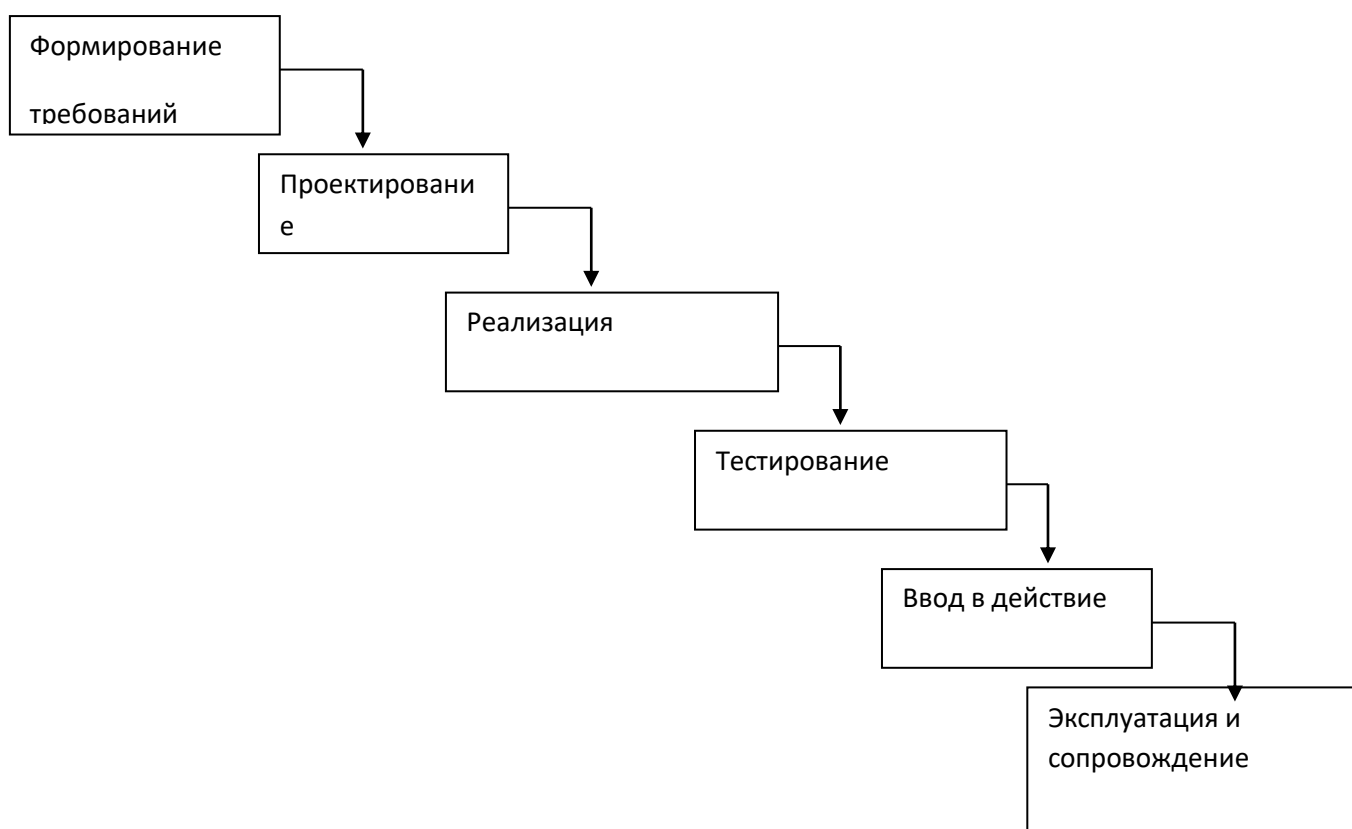 Формирование
требований
Проектировани
е
Реализация
Тестирование
Ввод в действие
Эксплуатация и
сопровождение